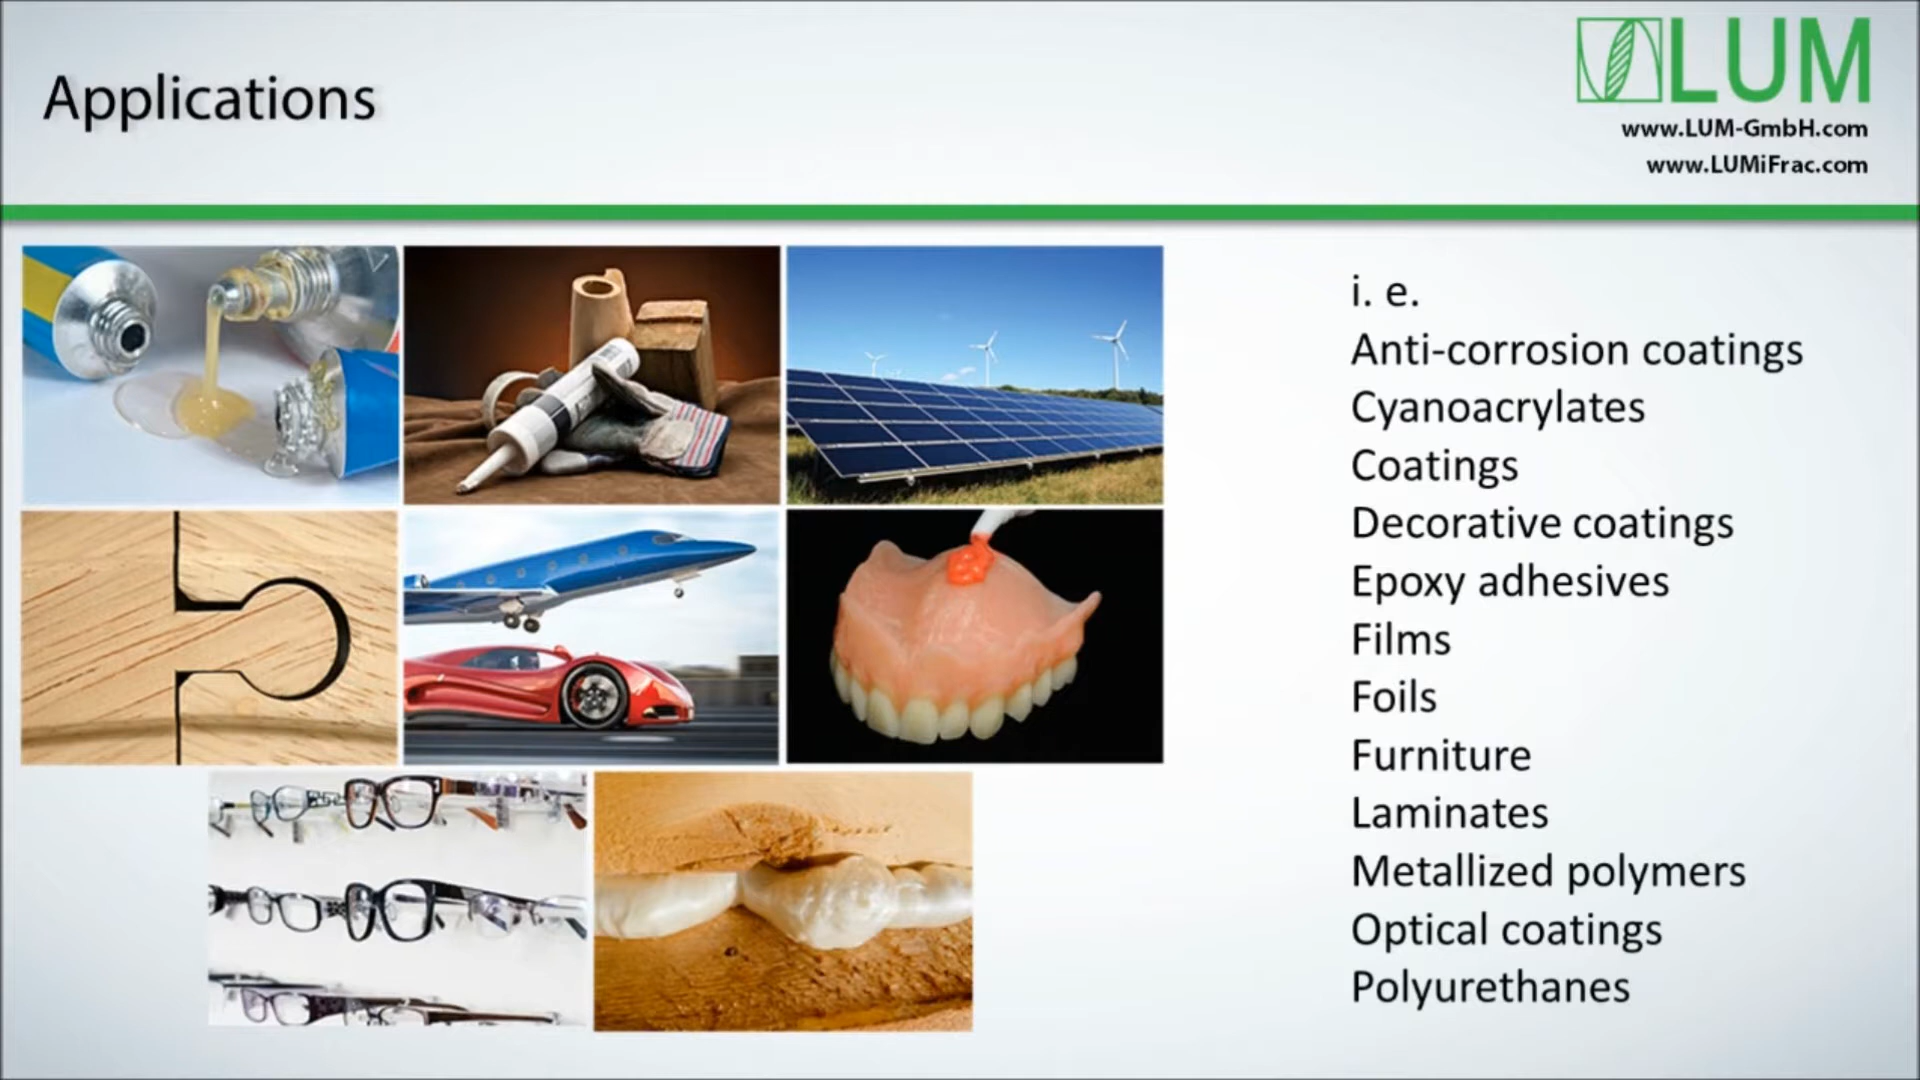 Applications
LUM
www.LUM-GmbH.com
www.LUMiFrac.com
i. e.
Anti-corrosion coatings
Cyanoacrylates
Coatings
Decorative coatings
Epoxy adhesives
Films
Foils
Furniture
Laminates
Metallized polymers
Optical coatings
Polyurethanes